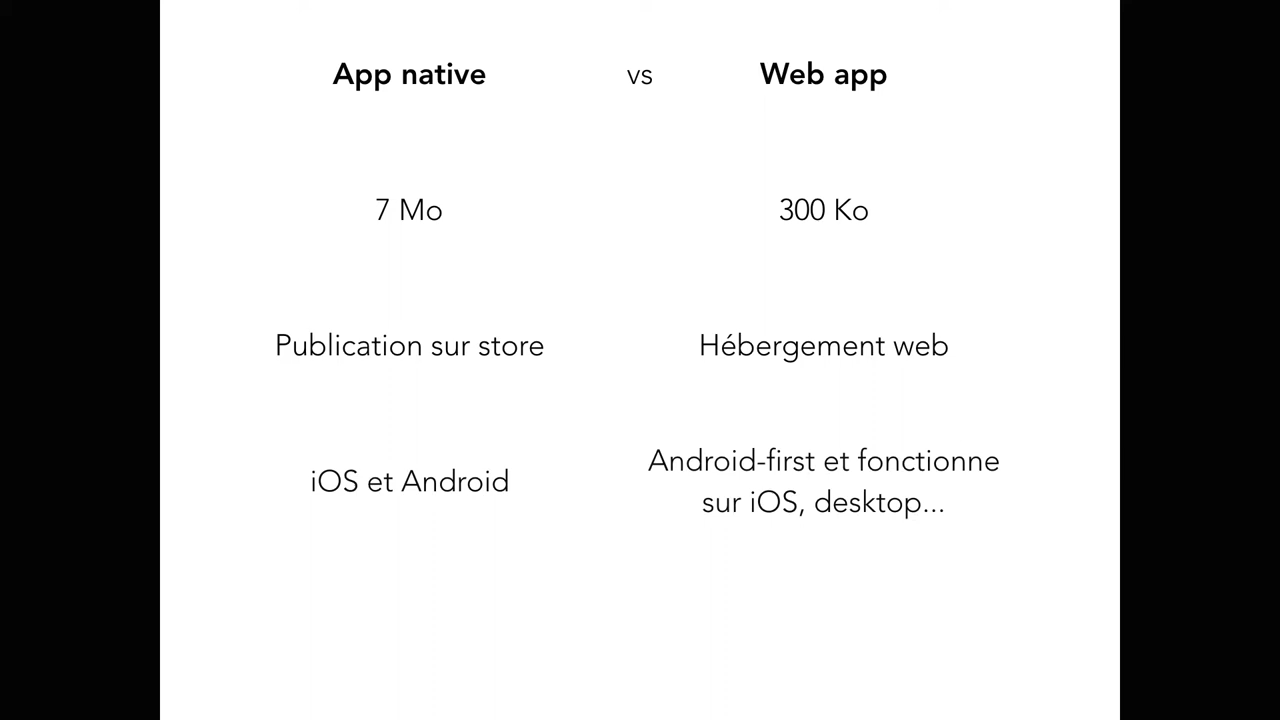 App native vs Web app
7 Mo 300 Ko
Publication sur store Hébergement web
iOS et Android Android-first et fonctionne
sur iOS, desktop...